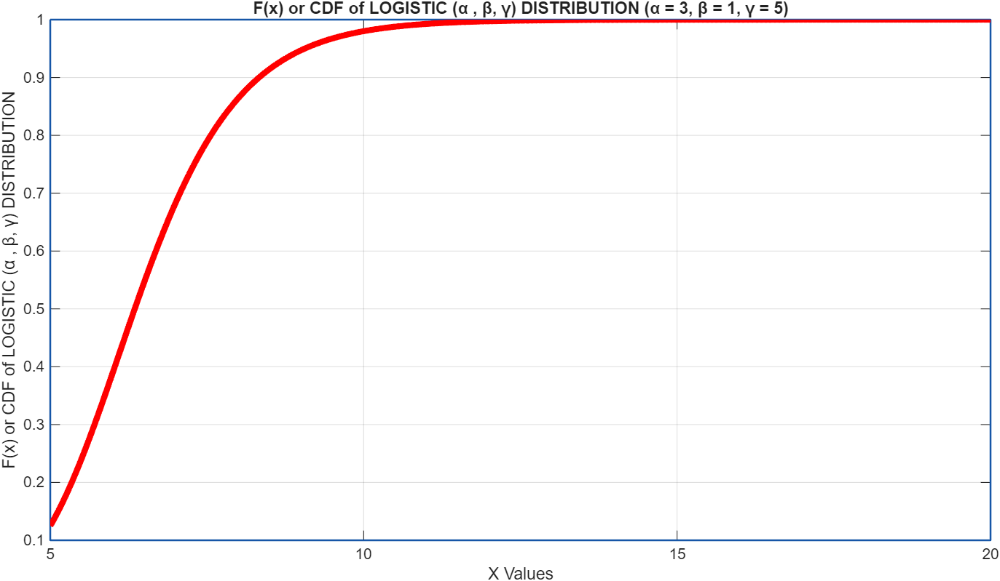 F(x) or CDF of LOGISTIC (α , β, γ) DISTRIBUTION (α = 3, β = 1, γ = 5)
F(x) or CDF of LOGISTIC (α , β, γ) DISTRIBUTION
1
0.9
0.8
0.7
0.6
0.5
0.4
0.3
0.2
0.1
5 10 15 20
X Values